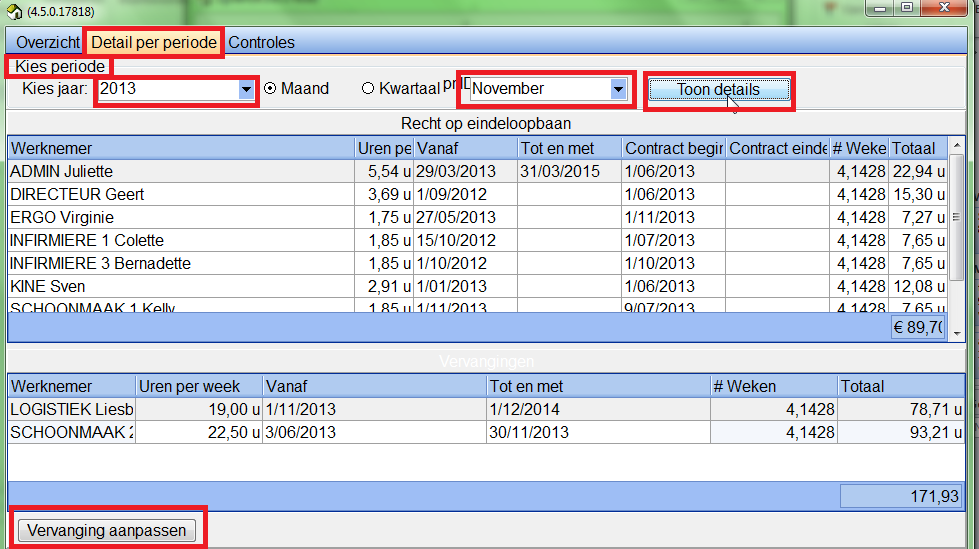 (4.5.0.17818)
Overzicht Detail per periode Controles
Kies periode
Kies jaar: 2013 Maand Kwartaal November Toon details
Recht op eindeloopbaan
Werknemer Uren pe Vanaf Tot en met Contract begin Contract einde # Weke Totaal
ADMIN Juliette 5,54 u 29/03/2013 31/03/2015 1/06/2013 4,1428 22,94 u
DIRECTEUR Geert 3,69 u 1/09/2012 1/06/2013 4,1428 15,30 u
ERGO Virginie 1,75 u 27/05/2013 1/11/2013 4,1428 7,27 u
INFIRMIERE 1 Colette 1,85 u 15/10/2012 1/07/2013 4,1428 7,65 u
INFIRMIERE 3 Bernadette 1,85 u 1/10/2012 1/10/2013 4,1428 7,65 u
KINE Sven 2,91 u 1/01/2013 1/06/2013 4,1428 12,08 u
SCHOONMAAK 1 Kelly 1,85 u 1/11/2013 9/07/2013 4,1428 7,65 u
€ 89,70
Vervangingen
Werknemer Uren per week Vanaf Tot en met # Weken Totaal
LOGISTIEK Liesb 19,00 u 1/11/2013 1/12/2014 4,1428 78,71 u
SCHOONMAAK 2 22,50 u 3/06/2013 30/11/2013 4,1428 93,21 u
171,93
Vervanging aanpassen